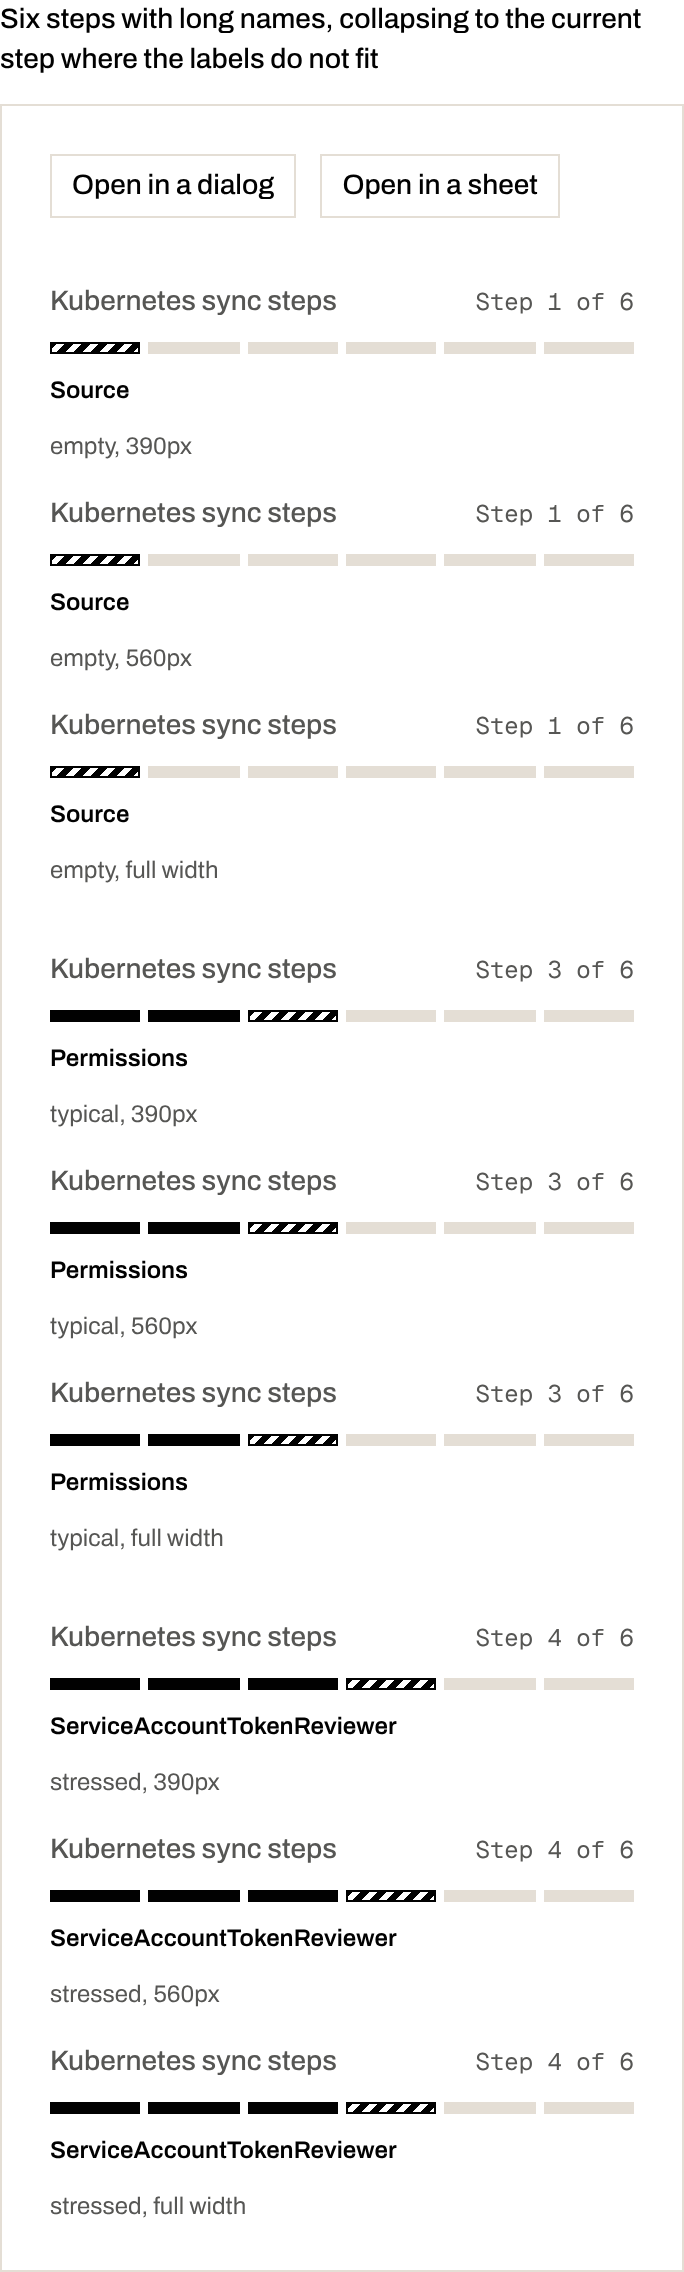 Six steps with long names, collapsing to the current
step where the labels do not fit
Open in a dialog
Open in a sheet
Kubernetes sync steps
Step 1 of 6
Source
empty, 390px
Kubernetes sync steps
Step 1 of 6
Source
empty, 560px
Kubernetes sync steps
Step 1 of 6
Source
empty, full width
Kubernetes sync steps
Step 3 of 6
Permissions
typical, 390px
Kubernetes sync steps
Step 3 of 6
Permissions
typical, 560px
Kubernetes sync steps
Step 3 of 6
Permissions
typical, full width
Kubernetes sync steps
Step 4 of 6
ServiceAccountTokenReviewer
stressed, 390px
Kubernetes sync steps
Step 4 of 6
ServiceAccountTokenReviewer
stressed, 560px
Kubernetes sync steps
Step 4 of 6
ServiceAccountTokenReviewer
stressed, full width